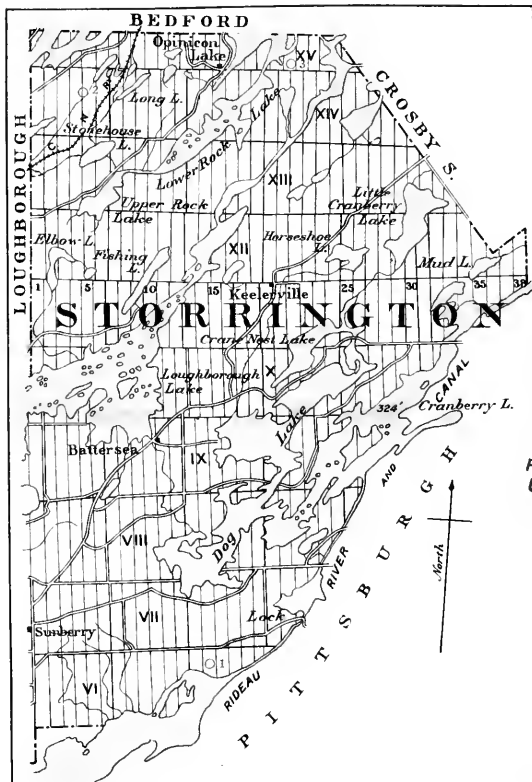 BEDFORD
Opinicon
Lake
XV
3
2
CROSBY S.
C. N. R.
Long L.
Stonehouse
L.
Lake
Lower Rock
XIV
LOUGHBOROUGH
XIII
Upper Rock
Lake
Little
Cranberry
Lake
Elbow L.
Fishing
L.
XII
Horseshoe
L.
Mud L.
1 5 10 15 Keelerville 25 30 35 38
STORRINGTON
Crane Nest Lake
Loughborough
Lake
X
CANAL
324'
Cranberry L.
Battersea
IX
Dog Lake
AND
VIII
North
RIVER
VII
Lock
Sunberry
1
VI
RIDEAU
PITTSBURGH